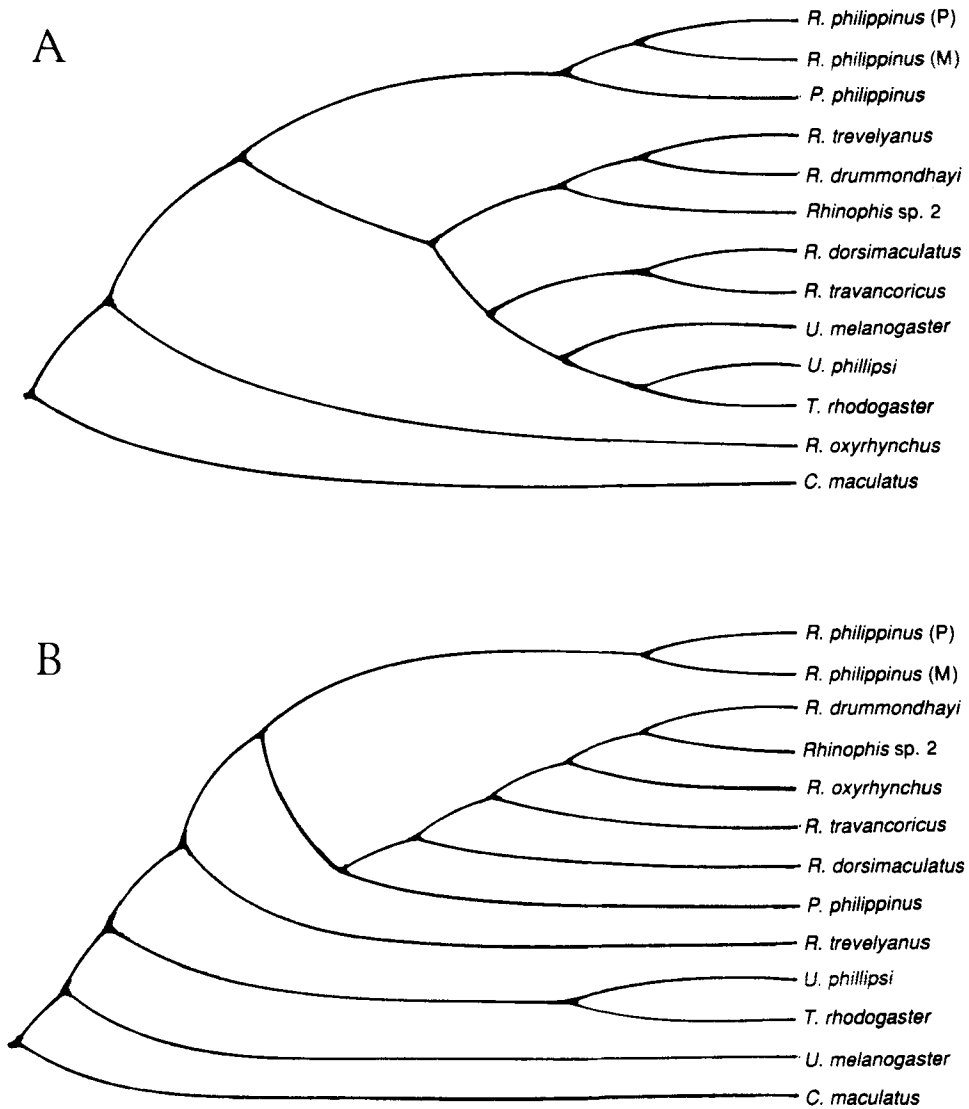 A
R. philippinus (P)
R. philippinus (M)
P. philippinus
R. trevelyanus
R. drummondhayi
Rhinophis sp. 2
R. dorsimaculatus
R. travancoricus
U. melanogaster
U. phillipsi
T. rhodogaster
R. oxyrhynchus
C. maculatus
B
R. philippinus (P)
R. philippinus (M)
R. drummondhayi
Rhinophis sp. 2
R. oxyrhynchus
R. travancoricus
R. dorsimaculatus
P. philippinus
R. trevelyanus
U. phillipsi
T. rhodogaster
U. melanogaster
C. maculatus